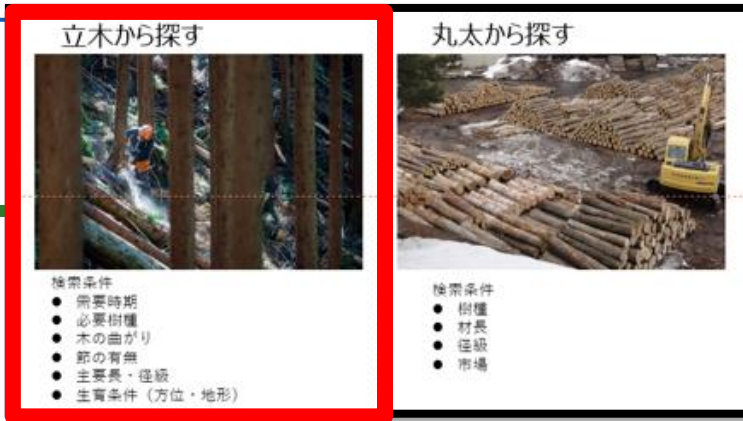 立木から探す
検索条件
● 需要時期
● 必要樹種
● 木の曲がり
● 節の有無
● 主要長・径級
● 生育条件（方位・地形）
丸太から探す
検索条件
● 樹種
● 材長
● 径級
● 市場